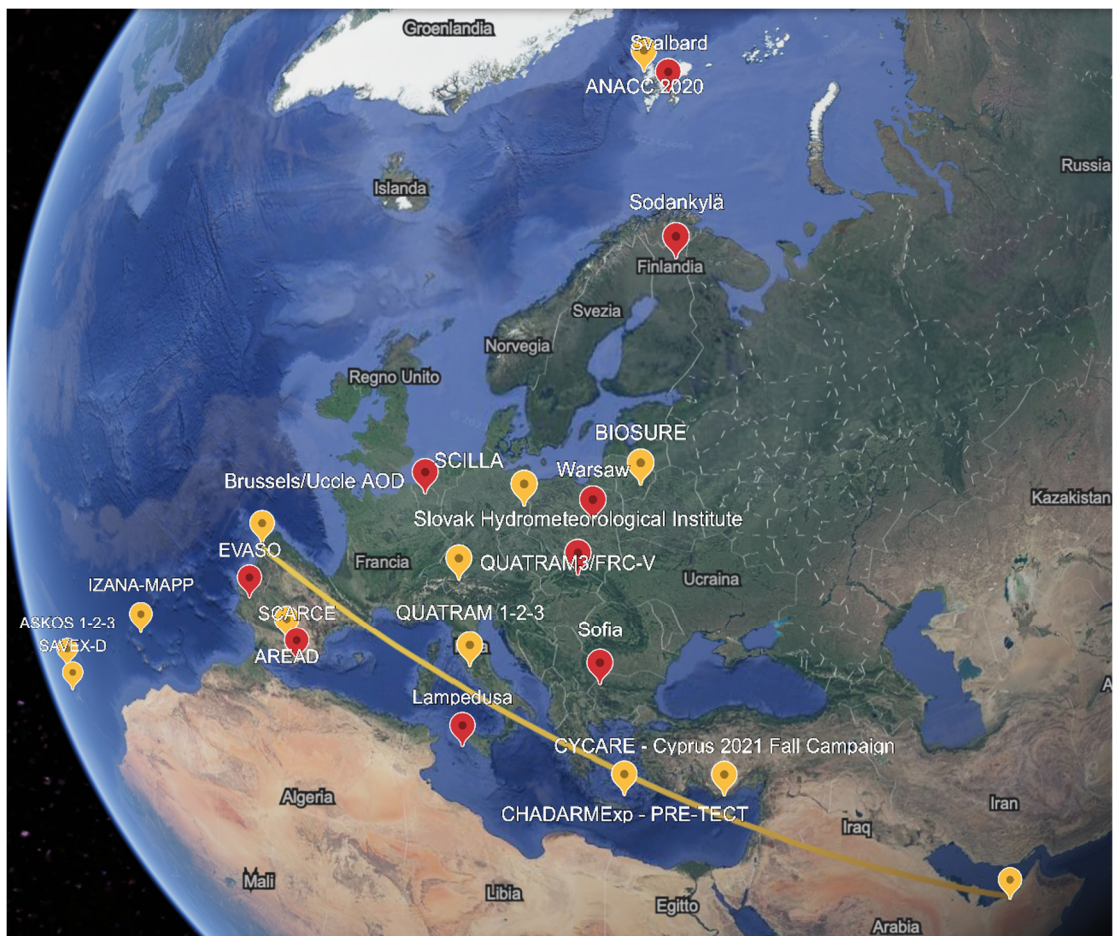 Groenlandia
Svalbard
ANACC 2020
Russia
Islanda
Sodankylä
Finlandia
Svezia
Norvegia
Regno Unito
BIOSURE
SCILLA
Warsaw
Brussels/Uccle AOD
Kazakistan
Slovak Hydrometeorological Institute
EVASO
Francia
QUATRAM3/FRC-V
Ucraina
IZANA-MAPP
SCARCE
QUATRAM 1-2-3
ASKOS 1-2-3
Sofia
SAVEX-D
AREAD
Lampedusa
CYCARE - Cyprus 2021 Fall Campaign
Algeria
Iran
CHADARMExp - PRE-TECT
Iraq
Mali
Libia
Egitto
Arabia